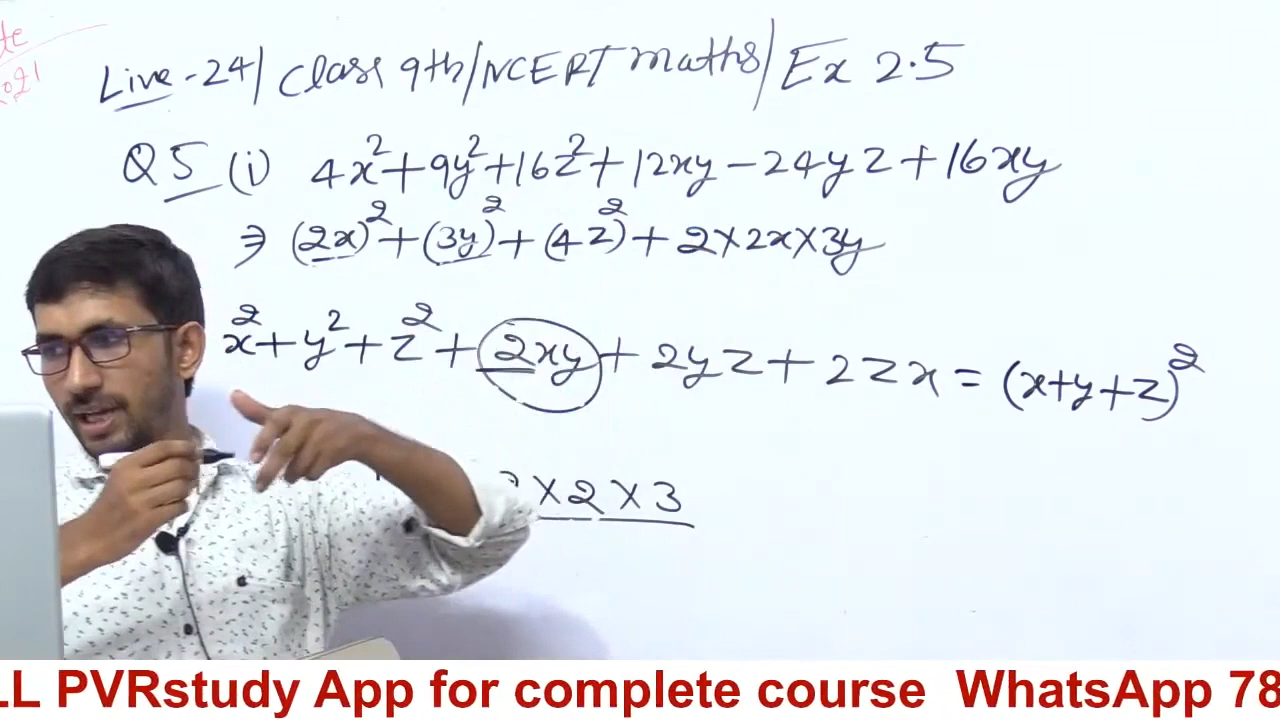 te
2021
Live-24/ Class 9th/NCERT maths/ Ex 2.5
Q5 (i) 4x²+9y²+16z²+12xy-24yz+16xy
⇒ (2x)²+(3y)²+(4z)²+2×2x×3y
x²+y²+z²+2xy+2yz+2zx=(x+y+z)²
×2×3
LL PVRstudy App for complete course WhatsApp 78